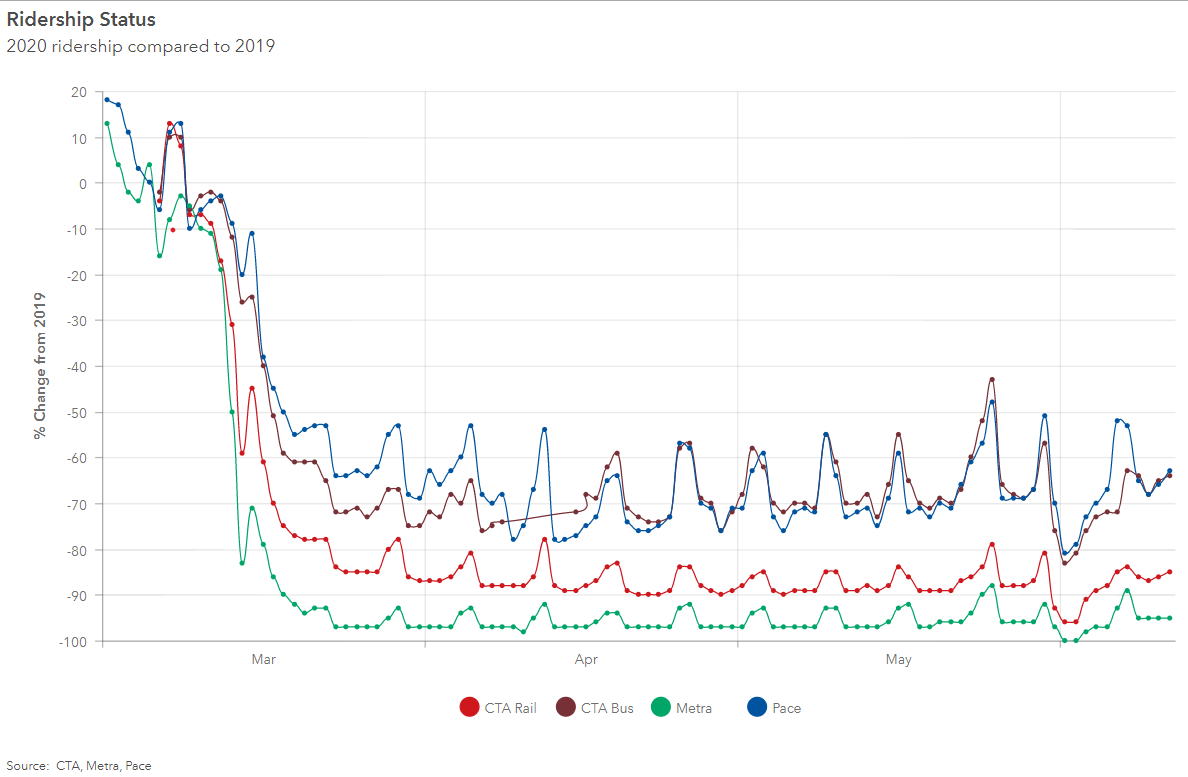 Ridership Status
2020 ridership compared to 2019
% Change from 2019
20
10
0
-10
-20
-30
-40
-50
-60
-70
-80
-90
-100
Mar Apr May
CTA Rail CTA Bus Metra Pace
Source: CTA, Metra, Pace